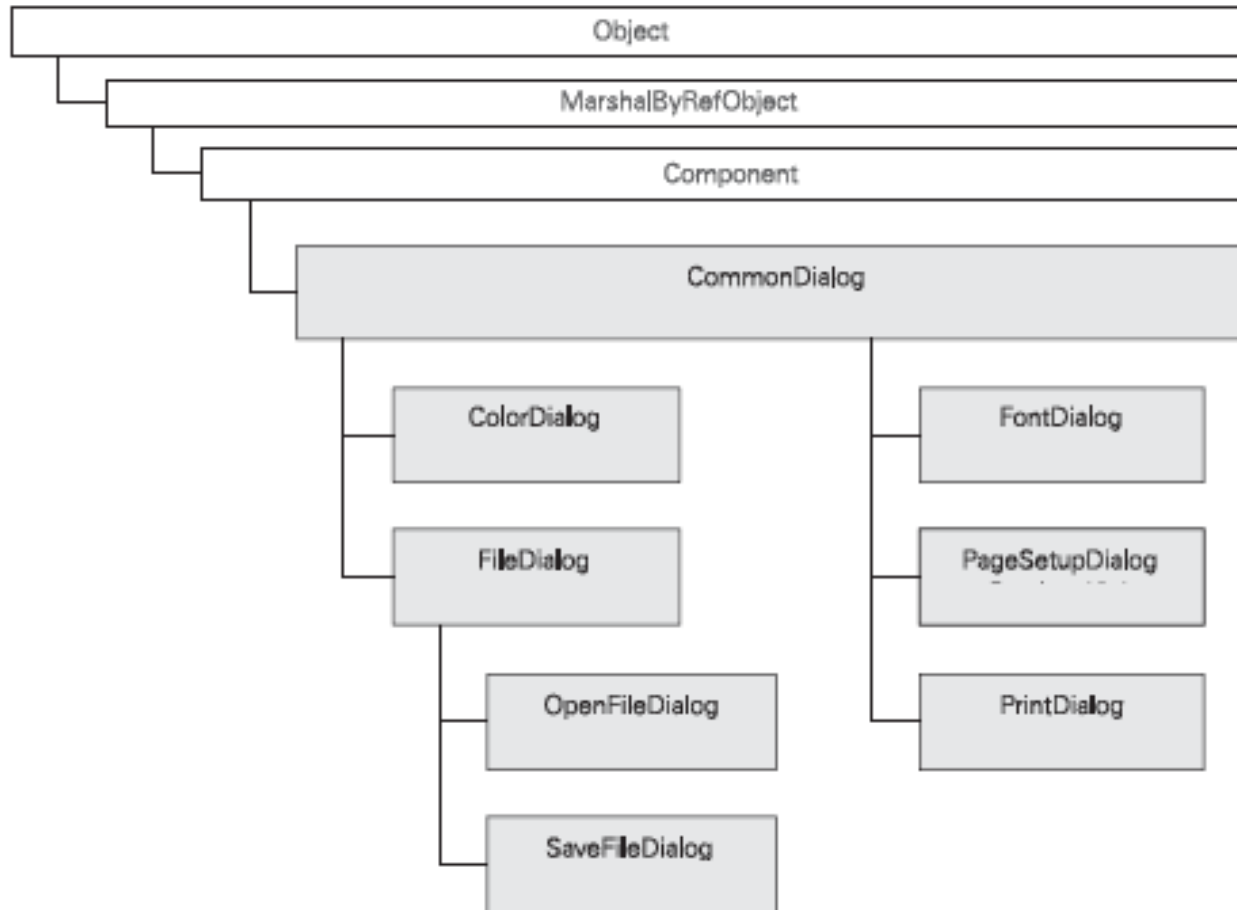 Object
MarshalByRefObject
Component
CommonDialog
ColorDialog
FontDialog
FileDialog
PageSetupDialog
OpenFileDialog
PrintDialog
SaveFileDialog